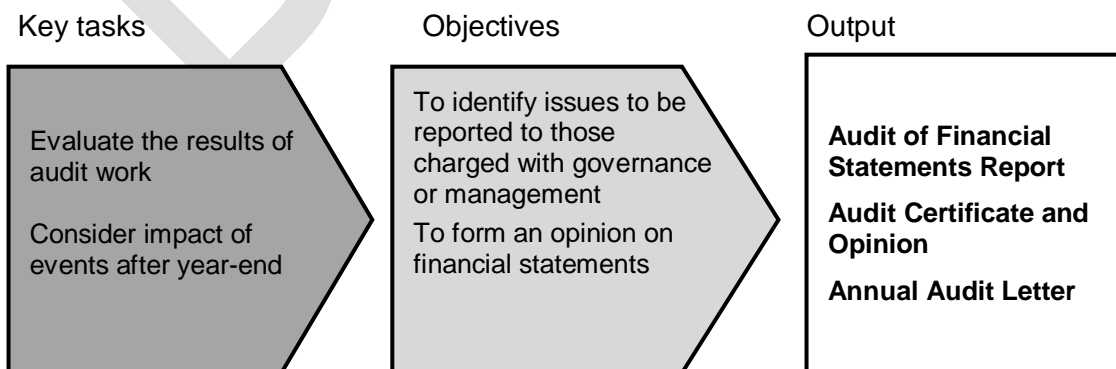 Key tasks
Objectives
Output
Evaluate the results of
audit work
Consider impact of
events after year-end
To identify issues to be
reported to those
charged with governance
or management
To form an opinion on
financial statements
Audit of Financial
Statements Report
Audit Certificate and
Opinion
Annual Audit Letter